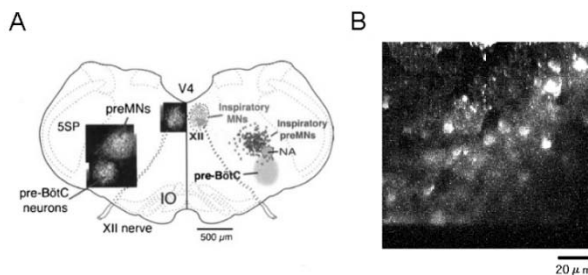 A
B
V4
preMNs
Inspiratory
MNs
5SP
Inspiratory
preMNs
XII
NA
pre-BötC
pre-BötC
neurons
IO
XII nerve
500 µm
20 µm